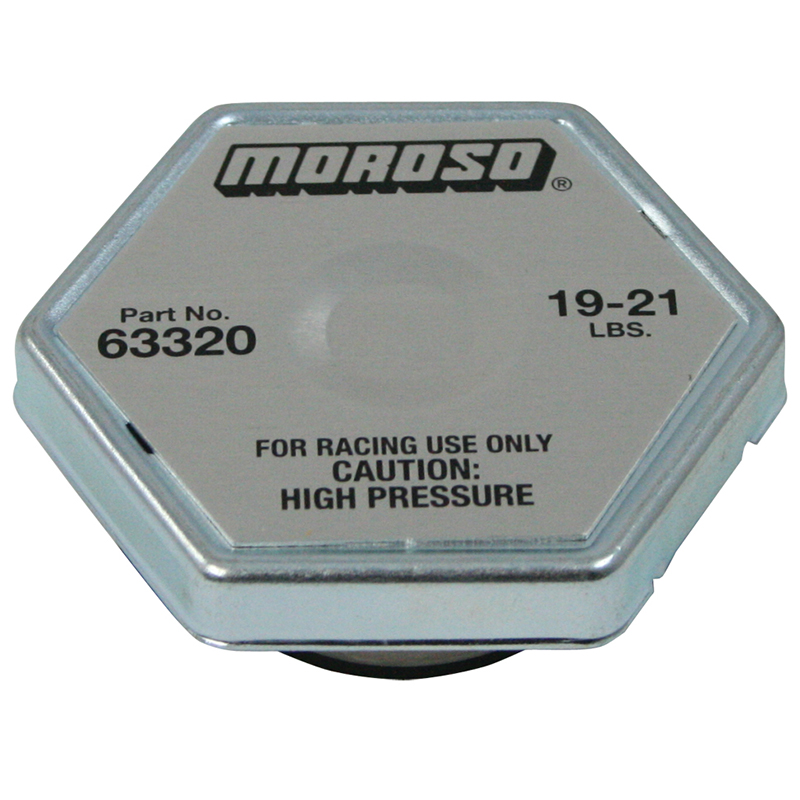 MOROSO®
Part No.
63320
19-21
LBS.
FOR RACING USE ONLY
CAUTION:
HIGH PRESSURE